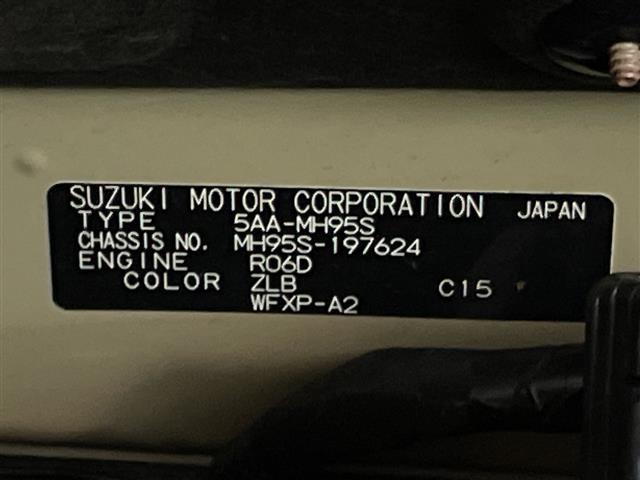 SUZUKI MOTOR CORPORATION JAPAN
TYPE 5AA-MH95S
CHASSIS NO. MH95S-197624
ENGINE R06D
COLOR ZLB C15
WFXP-A2